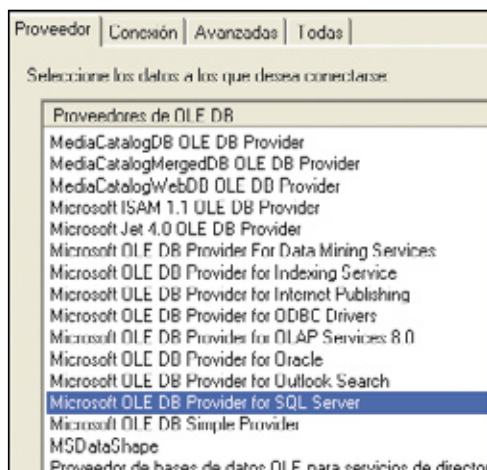 Proveedor Conexión Avanzadas Todas
Seleccione los datos a los que desea conectarse
Proveedores de OLE DB
MediaCatalogDB OLE DB Provider
MediaCatalogMergedDB OLE DB Provider
MediaCatalogWebDB OLE DB Provider
Microsoft ISAM 1.1 OLE DB Provider
Microsoft Jet 4.0 OLE DB Provider
Microsoft OLE DB Provider For Data Mining Services
Microsoft OLE DB Provider for Indexing Service
Microsoft OLE DB Provider for Internet Publishing
Microsoft OLE DB Provider for ODBC Drivers
Microsoft OLE DB Provider for OLAP Services 8.0
Microsoft OLE DB Provider for Oracle
Microsoft OLE DB Provider for Outlook Search
Microsoft OLE DB Provider for SQL Server
Microsoft OLE DB Simple Provider
MSDataShape
Proveedor de bases de datos OLE para servicios de director